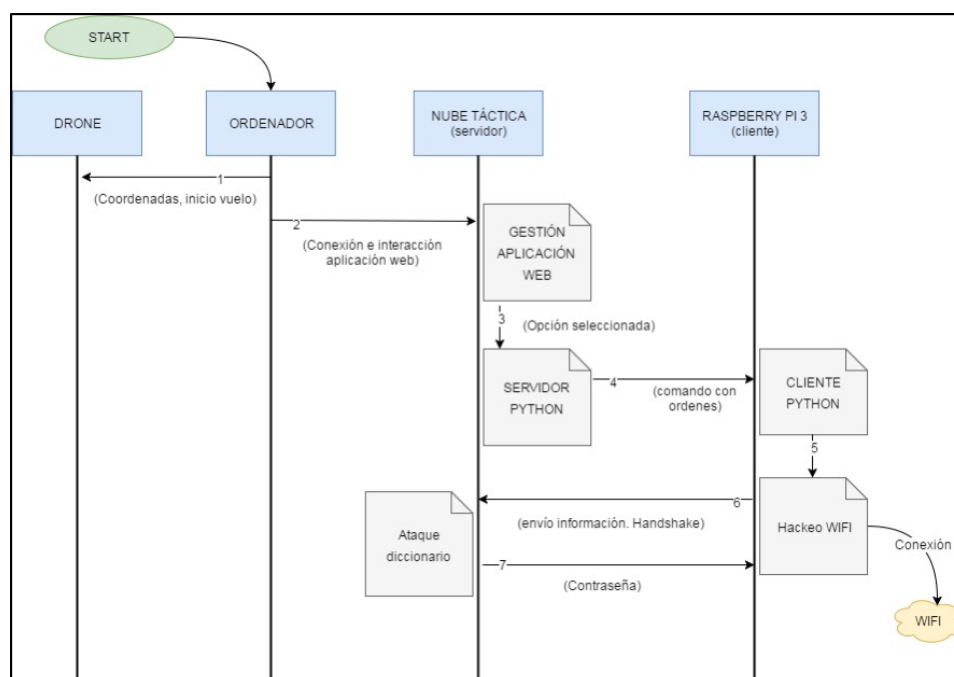 START
DRONE
ORDENADOR
NUBE TÁCTICA
(servidor)
RASPBERRY PI 3
(cliente)
1
(Coordenadas, inicio vuelo)
2
(Conexión e interacción
aplicación web)
GESTIÓN
APLICACIÓN
WEB
3
(Opción seleccionada)
SERVIDOR
PYTHON
4
(comando con
ordenes)
CLIENTE
PYTHON
5
6
(envío información. Handshake)
Ataque
diccionario
Hackeo WIFI
Conexión
7
(Contraseña)
WIFI